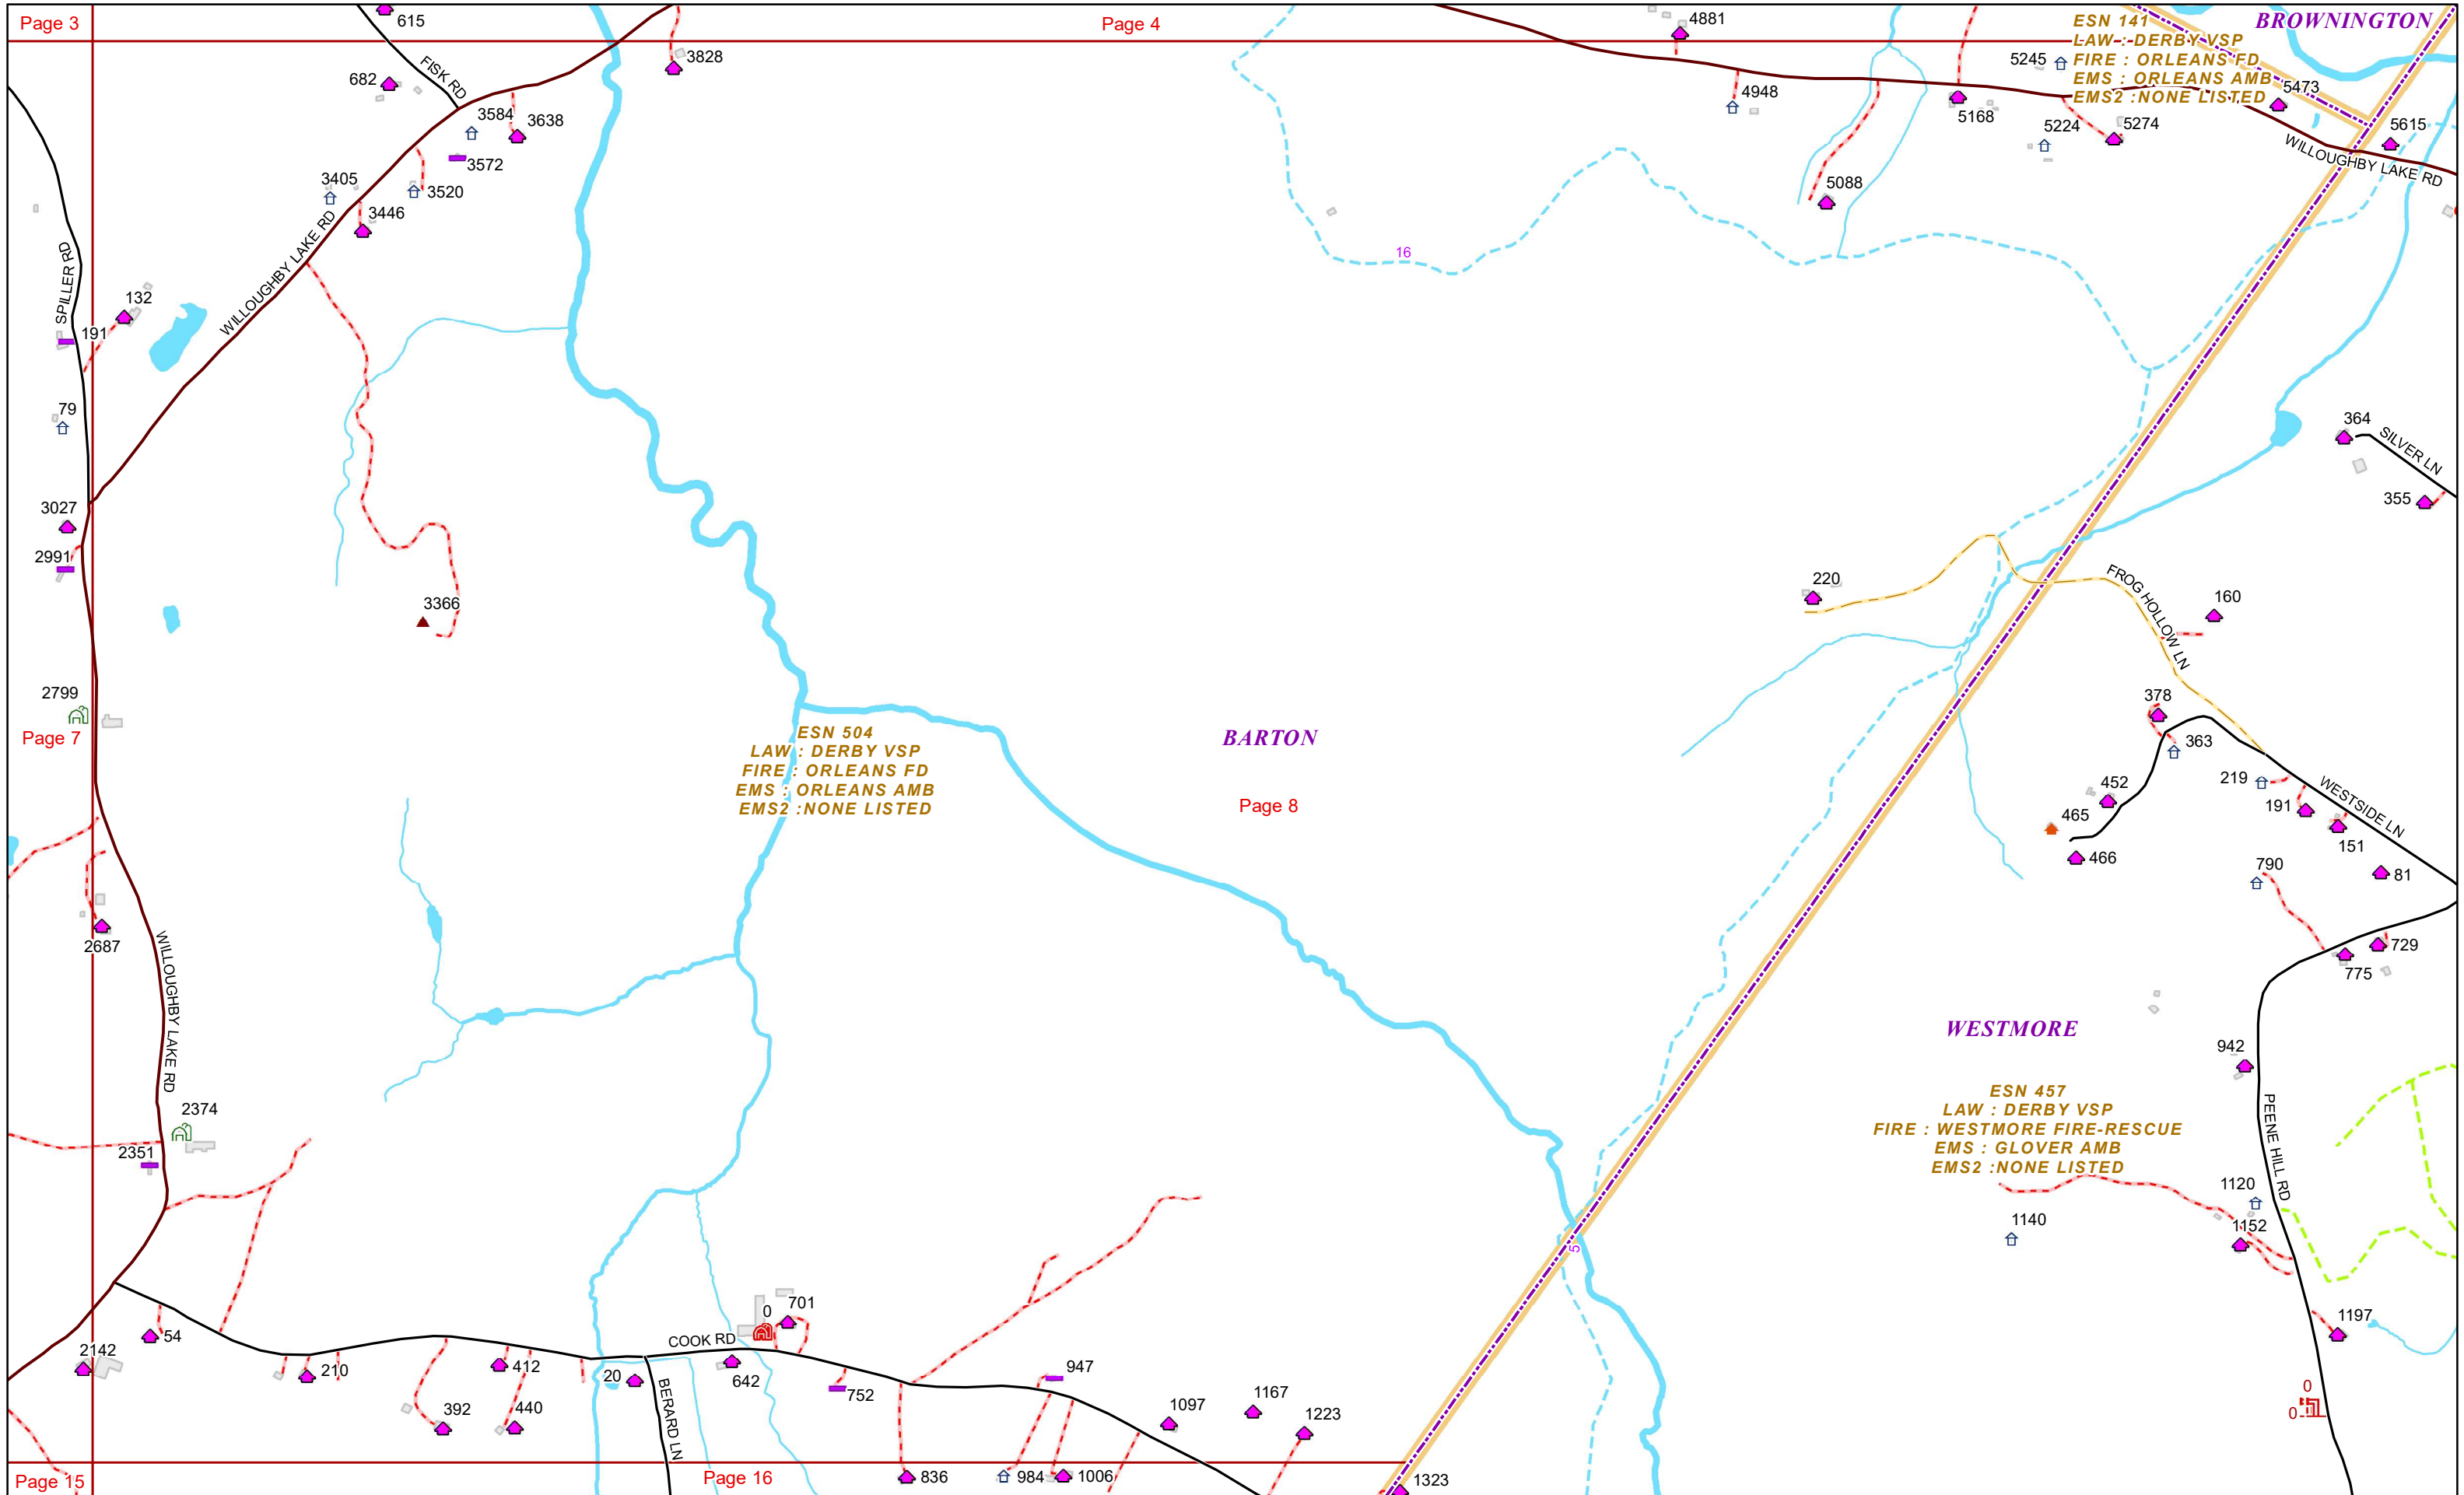 Page 3
615
Page 4
4881
ESN 141
LAW : DERBY VSP
FIRE : ORLEANS FD
EMS : ORLEANS AMB
EMS2 :NONE LISTED
BROWNINGTON
682
FISK RD
3828
5245
4948
5168
5473
3584
3638
3572
5224
5274
5615
WILLOUGHBY LAKE RD
3405
3520
3446
5088
WILLOUGHBY LAKE RD
SPILLER RD
16
132
191
79
364
SILVER LN
355
3027
2991
3366
220
FROG HOLLOW LN
160
2799
Page 7
378
363
ESN 504
LAW : DERBY VSP
FIRE : ORLEANS FD
EMS : ORLEANS AMB
EMS2 :NONE LISTED
BARTON
Page 8
219
452
191
WESTSIDE LN
465
151
466
790
81
2687
729
775
WILLOUGHBY LAKE RD
WESTMORE
942
ESN 457
LAW : DERBY VSP
FIRE : WESTMORE FIRE-RESCUE
EMS : GLOVER AMB
EMS2 :NONE LISTED
PEENE HILL RD
2374
2351
1120
1140
1152
5
0
701
54
COOK RD
1197
2142
210
412
20
642
947
752
BERARD LN
392
440
1097
1167
1223
0
0
Page 15
Page 16
836
984
1006
1323